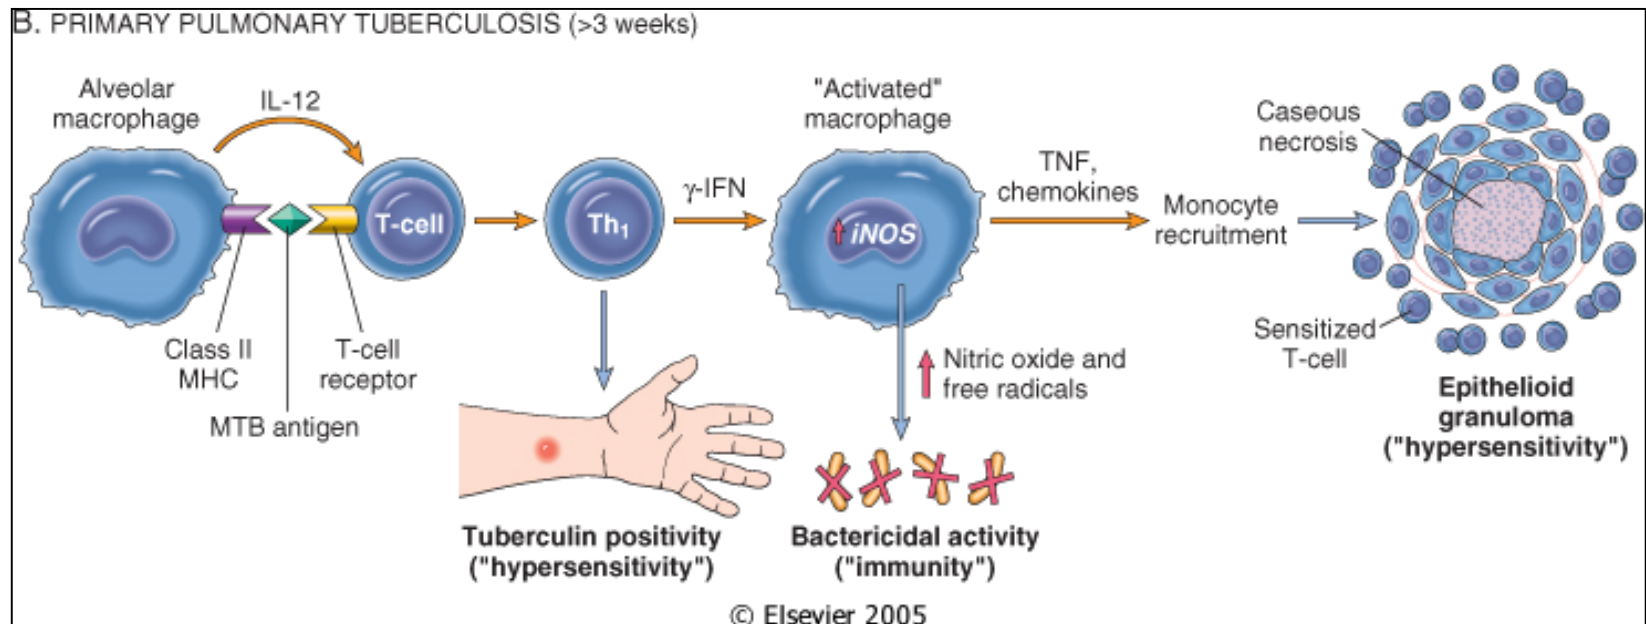 B. PRIMARY PULMONARY TUBERCULOSIS (>3 weeks)
Alveolar
macrophage
IL-12
T-cell
Class II
MHC
MTB antigen
T-cell
receptor
Th₁
γ-IFN
"Activated"
macrophage
iNOS
TNF,
chemokines
Monocyte
recruitment
Caseous
necrosis
Sensitized
T-cell
Epithelioid
granuloma
("hypersensitivity")
Nitric oxide and
free radicals
Tuberculin positivity
("hypersensitivity")
Bactericidal activity
("immunity")
© Elsevier 2005